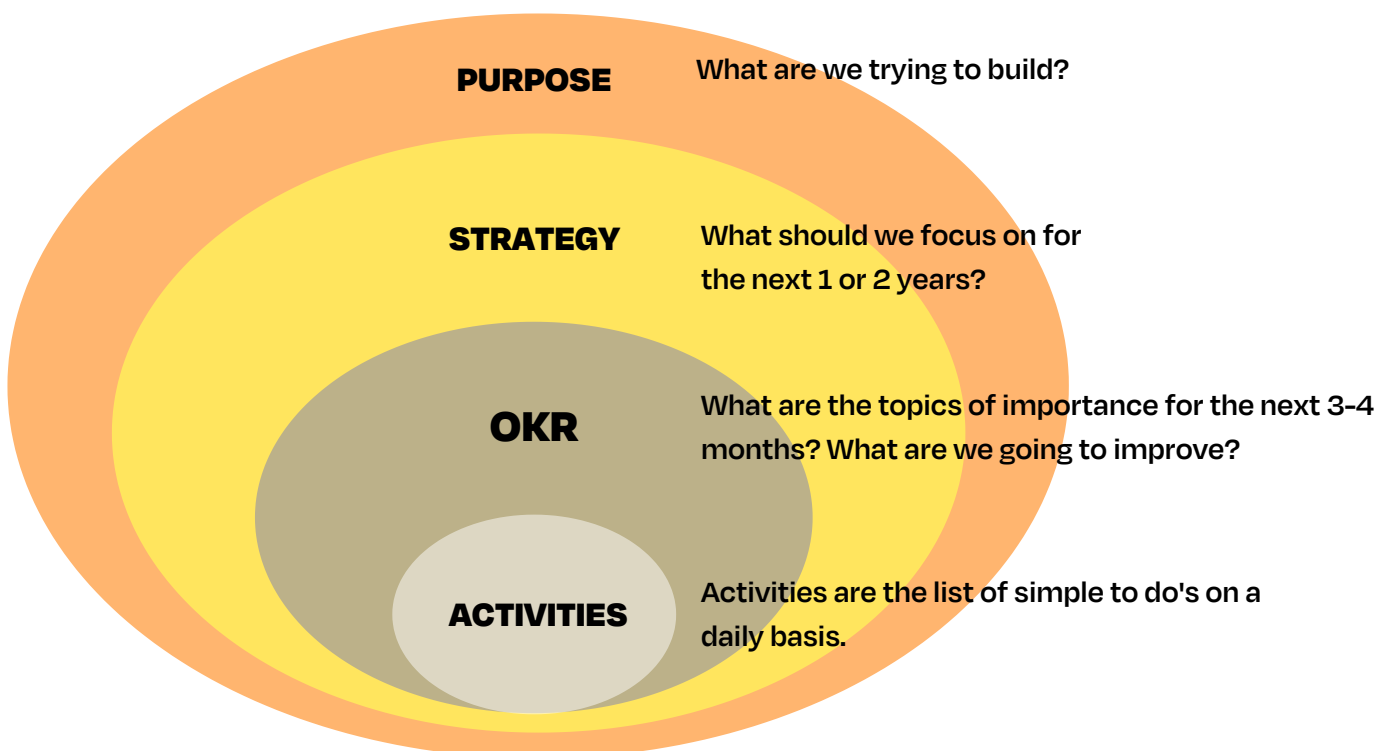 PURPOSE
What are we trying to build?
STRATEGY
What should we focus on for
the next 1 or 2 years?
OKR
What are the topics of importance for the next 3-4
months? What are we going to improve?
ACTIVITIES
Activities are the list of simple to do's on a
daily basis.